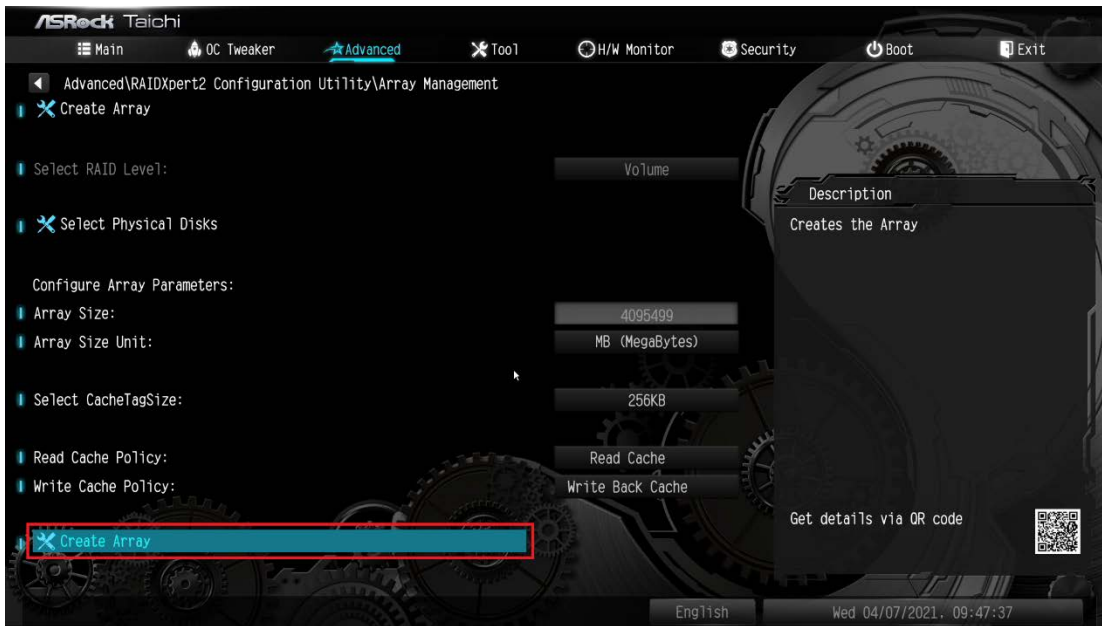 ASRock Taichi
Main OC Tweaker Advanced Tool H/W Monitor Security Boot Exit
Advanced\RAIDXpert2 Configuration Utility\Array Management
Create Array
Select RAID Level: Volume
Select Physical Disks
Configure Array Parameters:
Array Size: 4095499
Array Size Unit: MB (MegaBytes)
Select CacheTagSize: 256KB
Read Cache Policy: Read Cache
Write Cache Policy: Write Back Cache
Create Array
Description
Creates the Array
Get details via QR code
English Wed 04/07/2021. 09:47:37